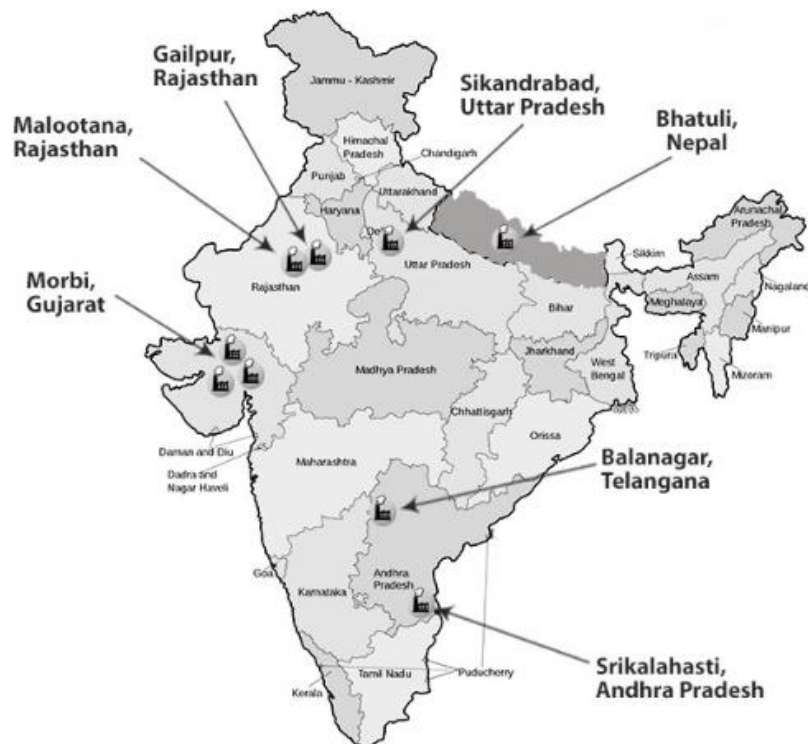 Gailpur,
Rajasthan
Sikandrabad,
Uttar Pradesh
Malootana,
Rajasthan
Bhatuli,
Nepal
Jammu - Kashmir
Himachal
Pradesh
Chandigarh
Punjab
Uttarakhand
Haryana
Arunachal
Pradesh
Sikkim
Uttar Pradesh
Assam
Rajasthan
Nagaland
Morbi,
Gujarat
Bihar
Meghalaya
Manipur
Jharkhand
Tripura
West
Bengal
Madhya Pradesh
Mizoram
Chhattisgarh
Orissa
Daman and Diu
Maharashtra
Dadra and
Nagar Haveli
Balanagar,
Telangana
Goa
Andhra
Pradesh
Karnataka
Srikalahasti,
Andhra Pradesh
Tamil Nadu
Puducherry
Kerala